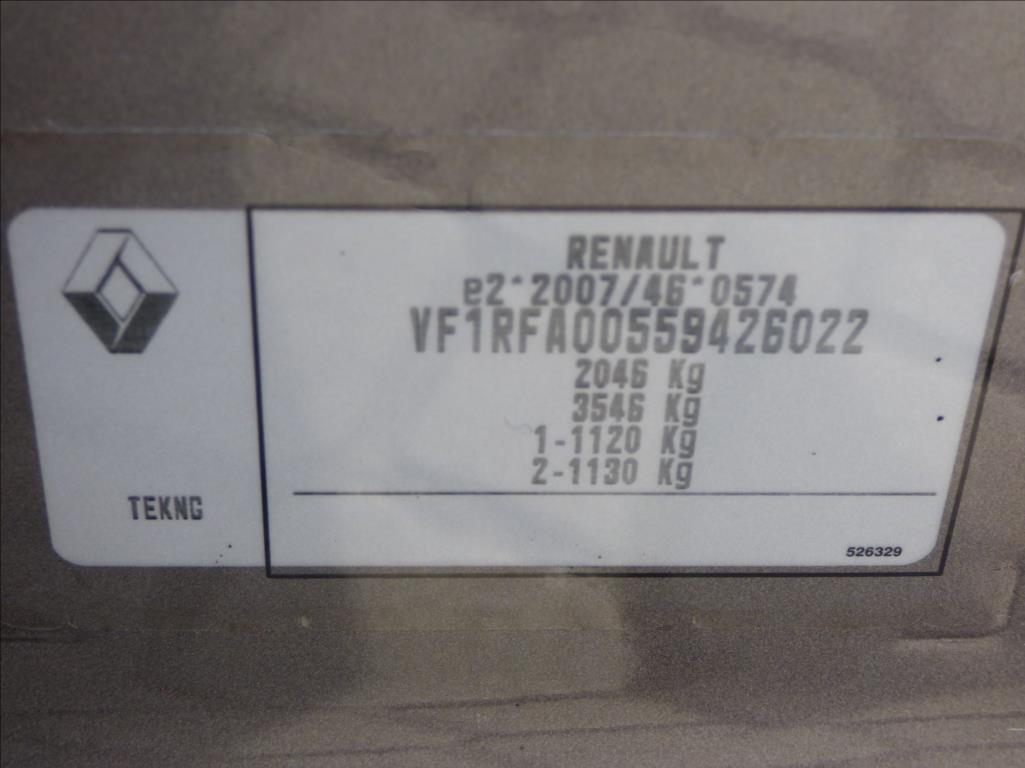 RENAULT
e2*2007/46*0574
VF1RFA00559426022
2046 Kg
3546 Kg
1-1120 Kg
2-1130 Kg
TEKNG
526329